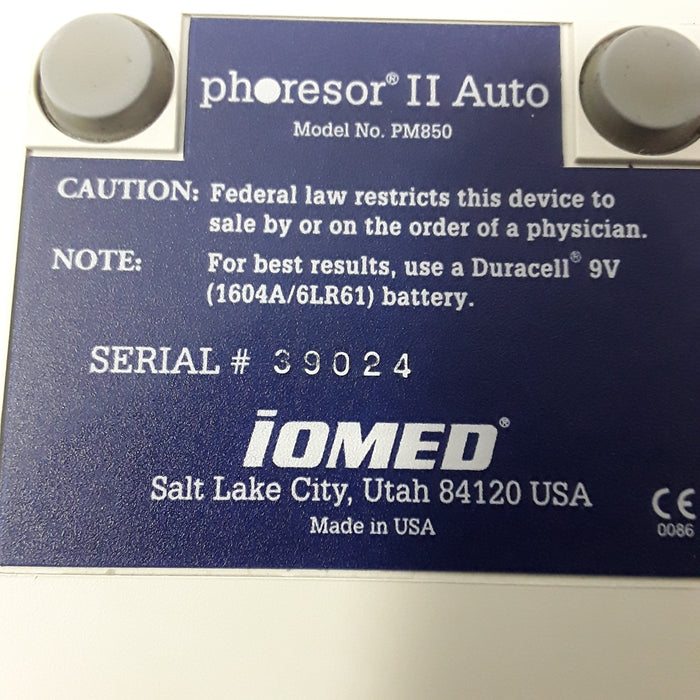 phoresor® II Auto
Model No. PM850
CAUTION: Federal law restricts this device to
sale by or on the order of a physician.
NOTE: For best results, use a Duracell® 9V
(1604A/6LR61) battery.
SERIAL # 39024
IOMED®
Salt Lake City, Utah 84120 USA
Made in USA
CE
0086